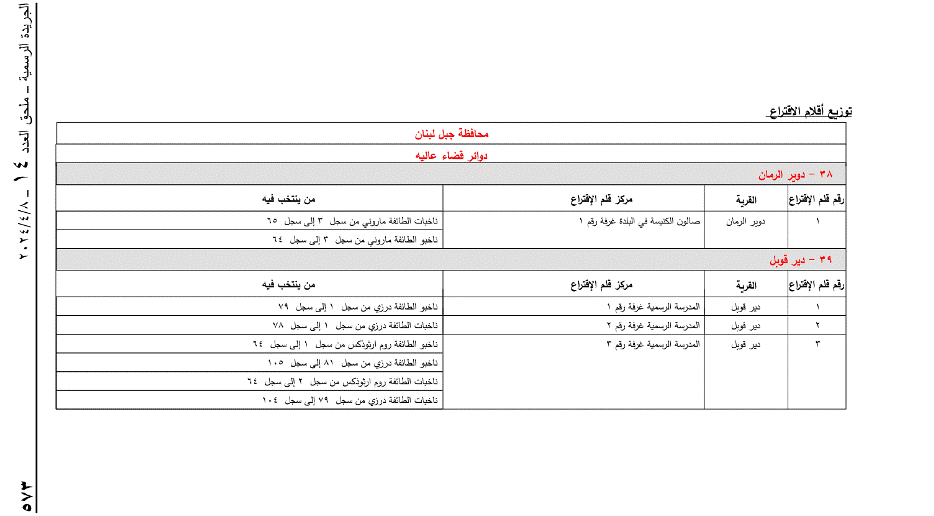 الجريدة الرسمية – ملحق العدد ١٤ – ٢٠٢٤/٤/٨
توزيع أقلام الاقتراع
محافظة جبل لبنان
دوائر قضاء عاليه
٣٨ - دوير الرمان
رقم قلم الإقتراع القرية مركز قلم الإقتراع من ينتخب فيه
١ دوير الرمان صالون الكنيسة في البلدة غرفة رقم ١ ناخبات الطائفة ماروني من سجل ٣ إلى سجل ٦٥
ناخبو الطائفة ماروني من سجل ٣ إلى سجل ٦٤
٣٩ - دير قوبل
رقم قلم الإقتراع القرية مركز قلم الإقتراع من ينتخب فيه
١ دير قوبل المدرسة الرسمية غرفة رقم ١ ناخبو الطائفة درزي من سجل ١ إلى سجل ٧٩
٢ دير قوبل المدرسة الرسمية غرفة رقم ٢ ناخبات الطائفة درزي من سجل ١ إلى سجل ٧٨
٣ دير قوبل المدرسة الرسمية غرفة رقم ٣ ناخبو الطائفة روم ارثوذكس من سجل ١ إلى سجل ٦٤
ناخبو الطائفة درزي من سجل ٨١ إلى سجل ١٠٥
ناخبات الطائفة روم ارثوذكس من سجل ٢ إلى سجل ٦٤
ناخبات الطائفة درزي من سجل ٧٩ إلى سجل ١٠٤
٥٧٣